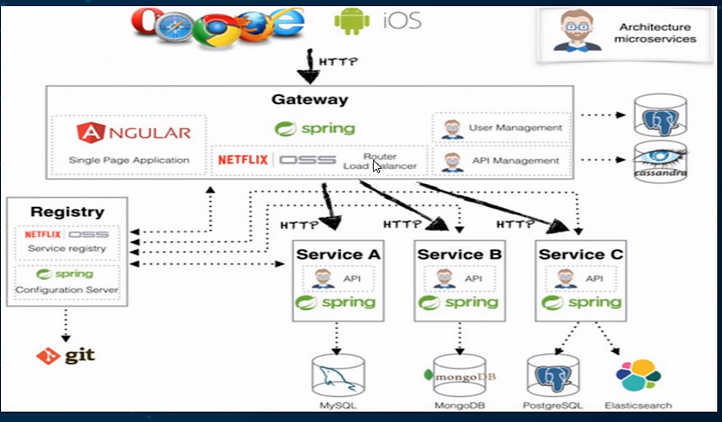 iOS
Architecture
microservices
HTTP
Gateway
ANGULAR
Single Page Application
spring
NETFLIX OSS
Router
Load Balancer
User Management
API Management
cassandra
Registry
NETFLIX OSS
Service registry
spring
Configuration Server
git
HTTP
HTTP
HTTP
Service A
API
spring
Service B
API
spring
Service C
API
spring
MySQL
mongoDB
MongoDB
PostgreSQL
Elasticsearch